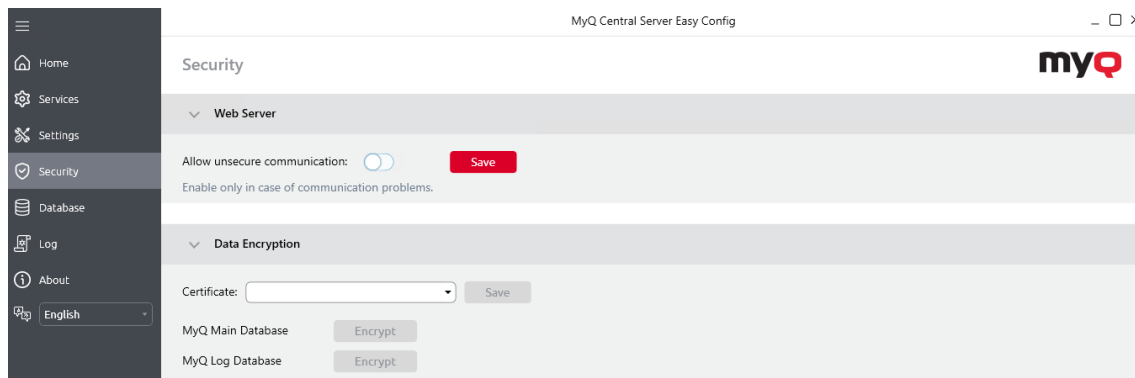 MyQ Central Server Easy Config
Home
Services
Settings
Security
Database
Log
About
English
Security
myQ
Web Server
Allow unsecure communication:
Save
Enable only in case of communication problems.
Data Encryption
Certificate:
Save
MyQ Main Database
Encrypt
MyQ Log Database
Encrypt